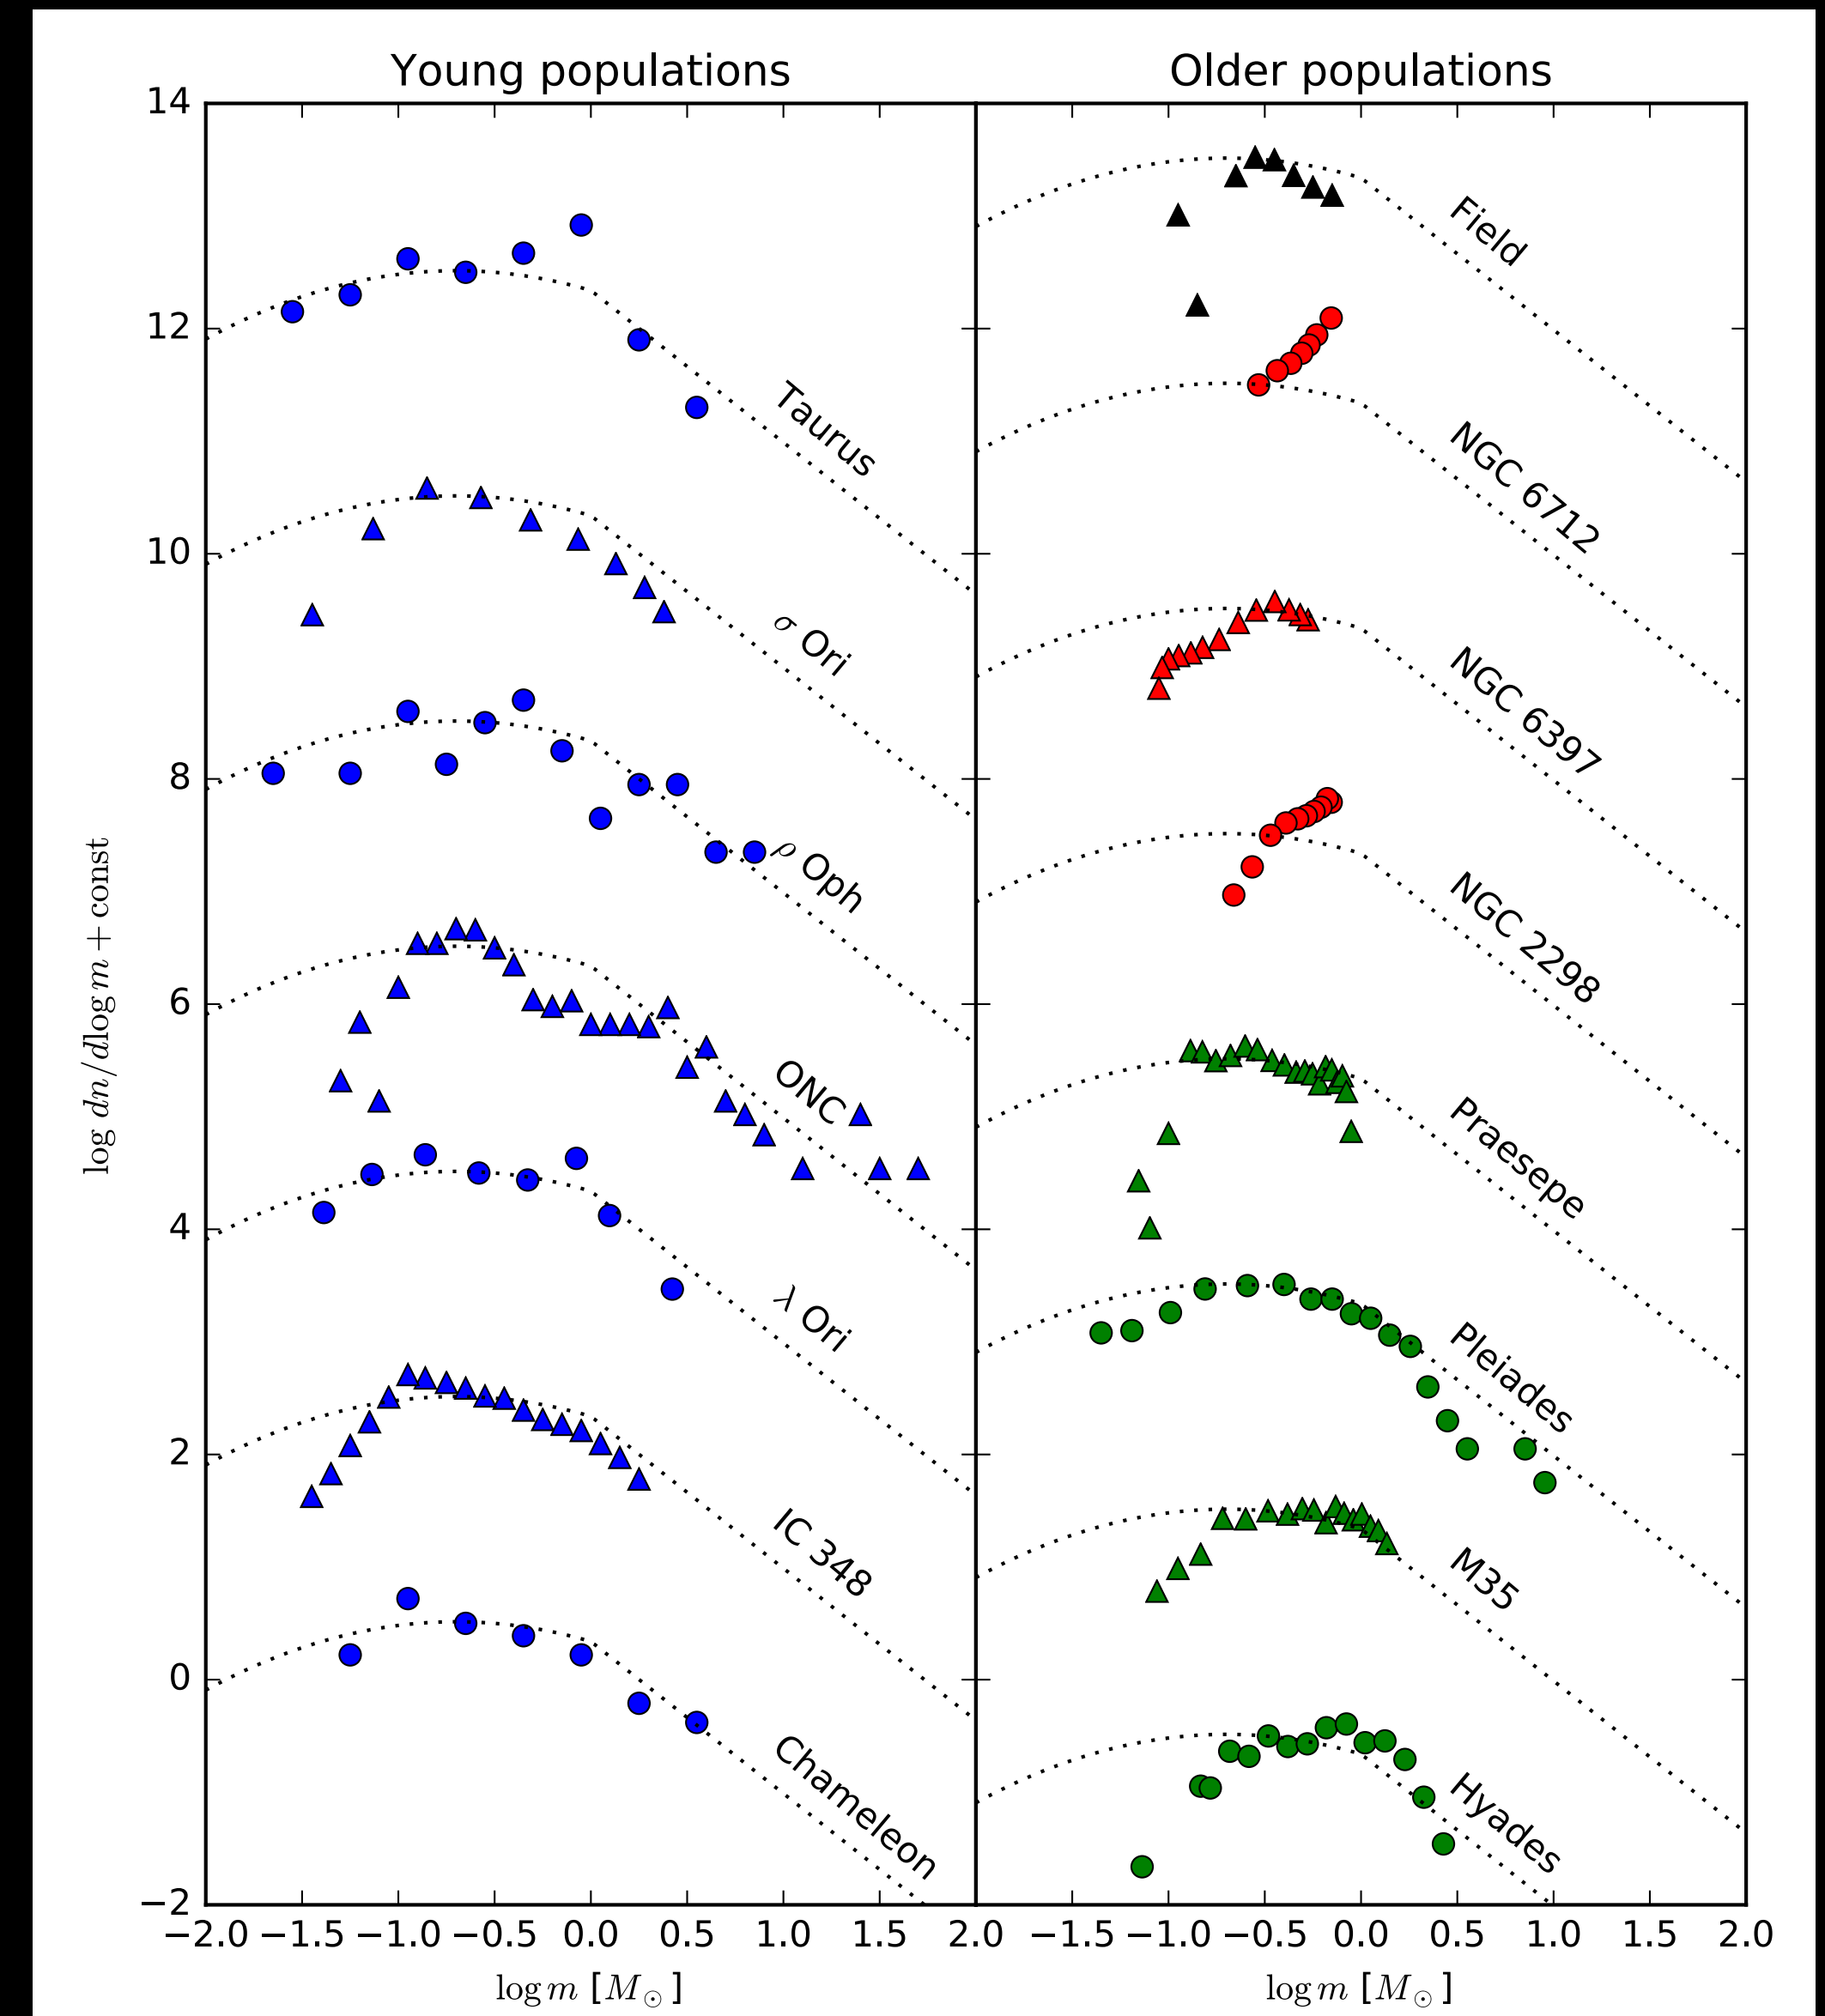 Young populations
Older populations
14
12
10
8
6
4
2
0
−2
log dn/dlog m + const
Taurus
σ Ori
ρ Oph
ONC
λ Ori
IC 348
Chameleon
Field
NGC 6712
NGC 6397
NGC 2298
Praesepe
Pleiades
M35
Hyades
−2.0 −1.5 −1.0 −0.5 0.0 0.5 1.0 1.5 2.0 −1.5 −1.0 −0.5 0.0 0.5 1.0 1.5 2.0
log m [M☉]
log m [M☉]